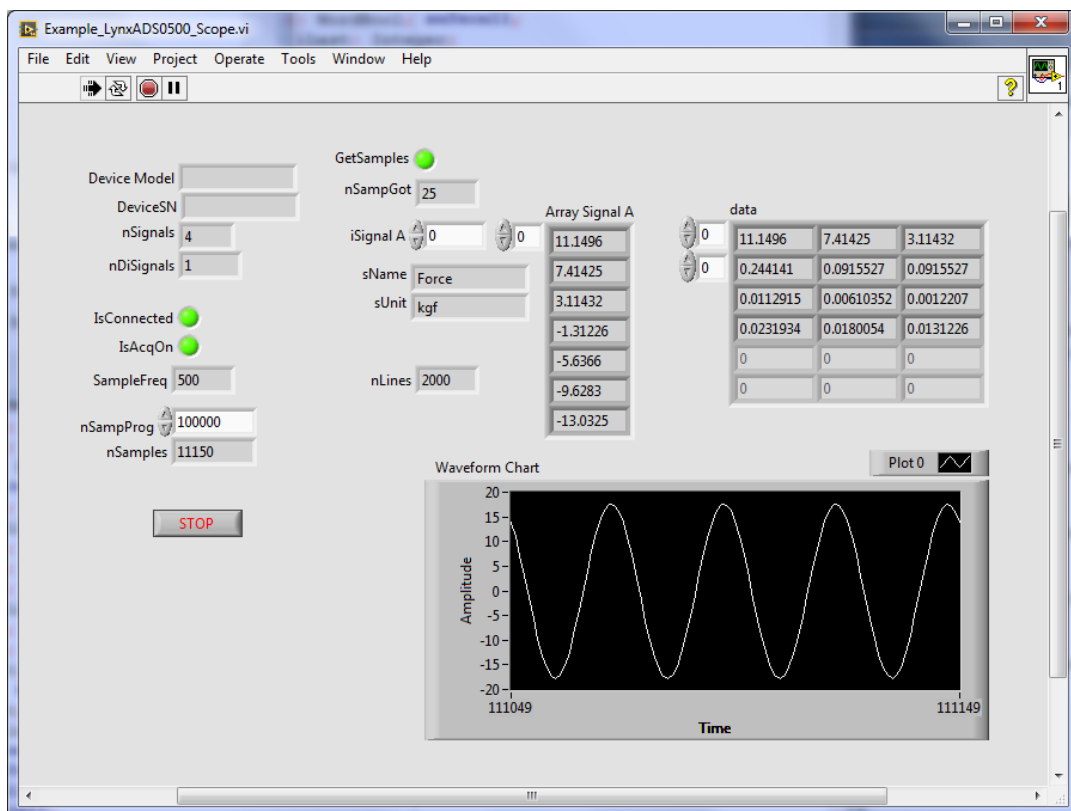 Example_LynxADS0500_Scope.vi
File Edit View Project Operate Tools Window Help
1
GetSamples
Device Model
nSampGot 25
DeviceSN
Array Signal A
data
nSignals 4
iSignal A 0 0
0 11.1496 7.41425 3.11432
11.1496
nDiSignals 1
sName Force
7.41425
0 0.244141 0.0915527 0.0915527
sUnit kgf
3.11432
0.0112915 0.00610352 0.0012207
IsConnected
-1.31226
0.0231934 0.0180054 0.0131226
IsAcqOn
-5.6366
0 0 0
SampleFreq 500
nLines 2000
-9.6283
0 0 0
nSampProg 100000
-13.0325
nSamples 11150
Waveform Chart
Plot 0
STOP
Amplitude
20
15
10
5
0
-5
-10
-15
-20
111049 111149
Time